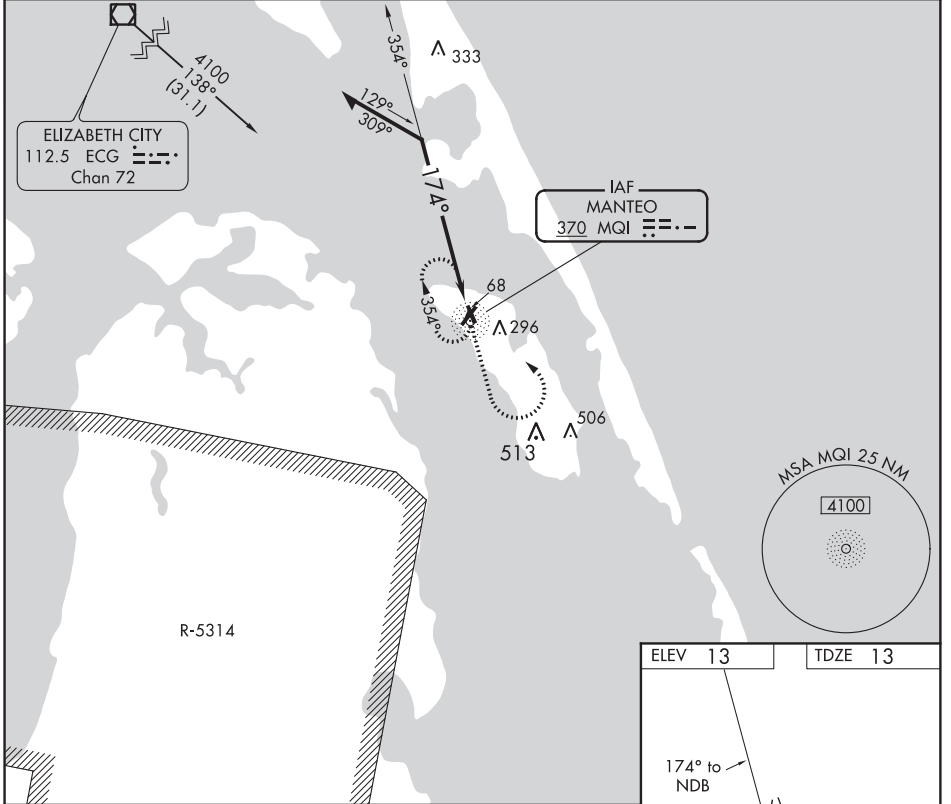 4100
138°
(31.1)
ELIZABETH CITY
112.5 ECG
Chan 72
354°
333
129°
309°
174°
IAF
MANTEO
370 MQI
68
354°
296
506
513
MSA MQI 25 NM
4100
R-5314
ELEV 13
TDZE 13
174° to
NDB